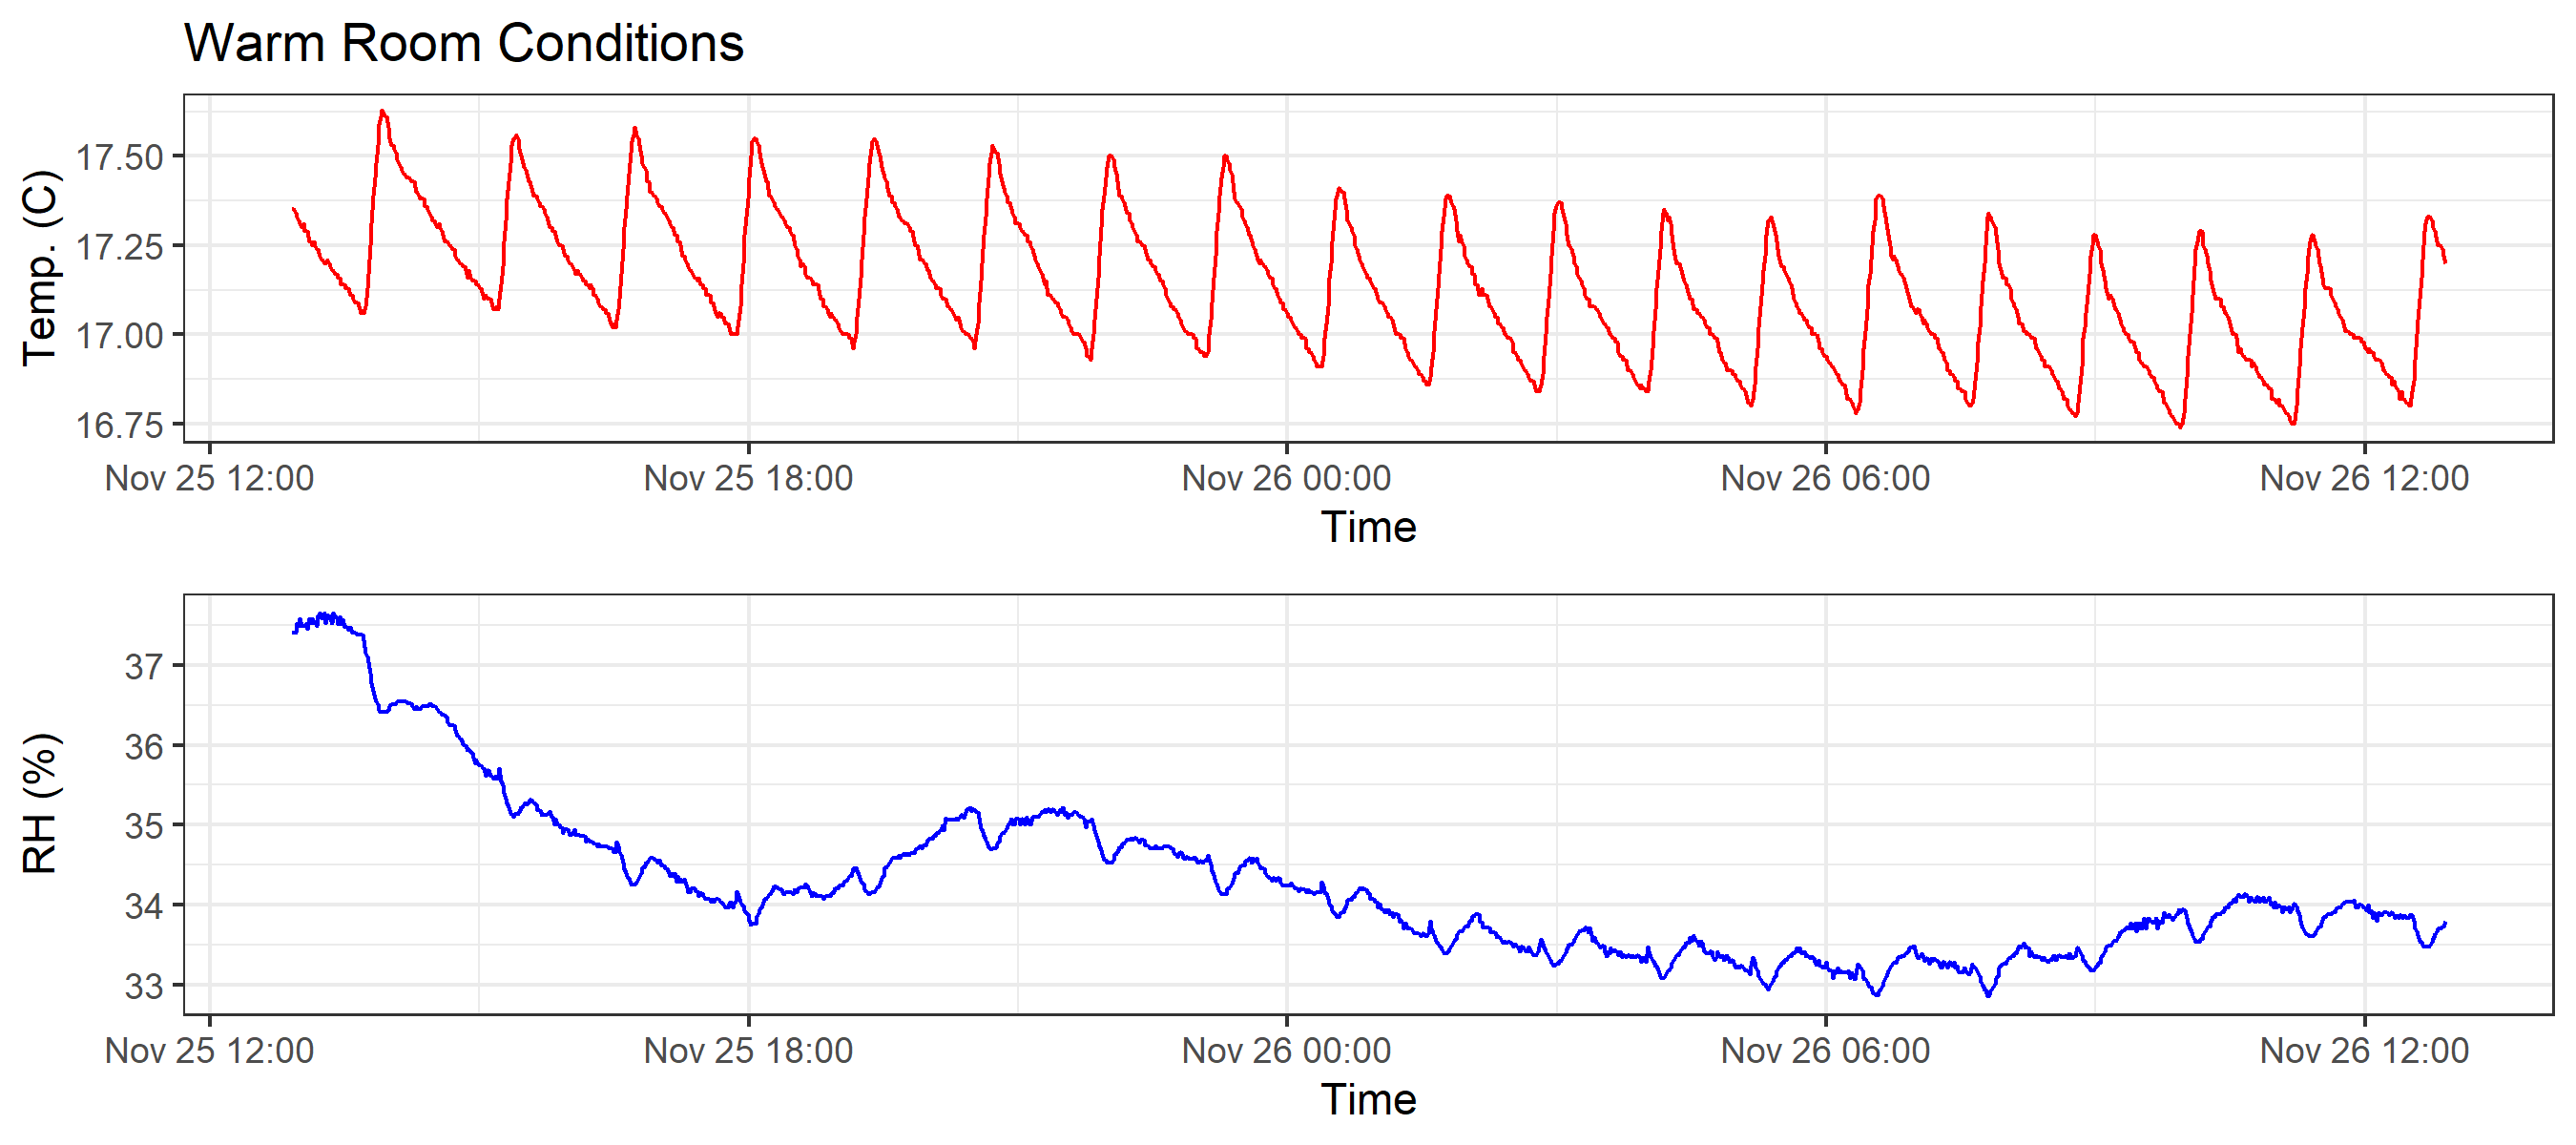 Warm Room Conditions
Temp. (C)
17.50
17.25
17.00
16.75
Nov 25 12:00 Nov 25 18:00 Nov 26 00:00 Nov 26 06:00 Nov 26 12:00
Time
RH (%)
37
36
35
34
33
Nov 25 12:00 Nov 25 18:00 Nov 26 00:00 Nov 26 06:00 Nov 26 12:00
Time